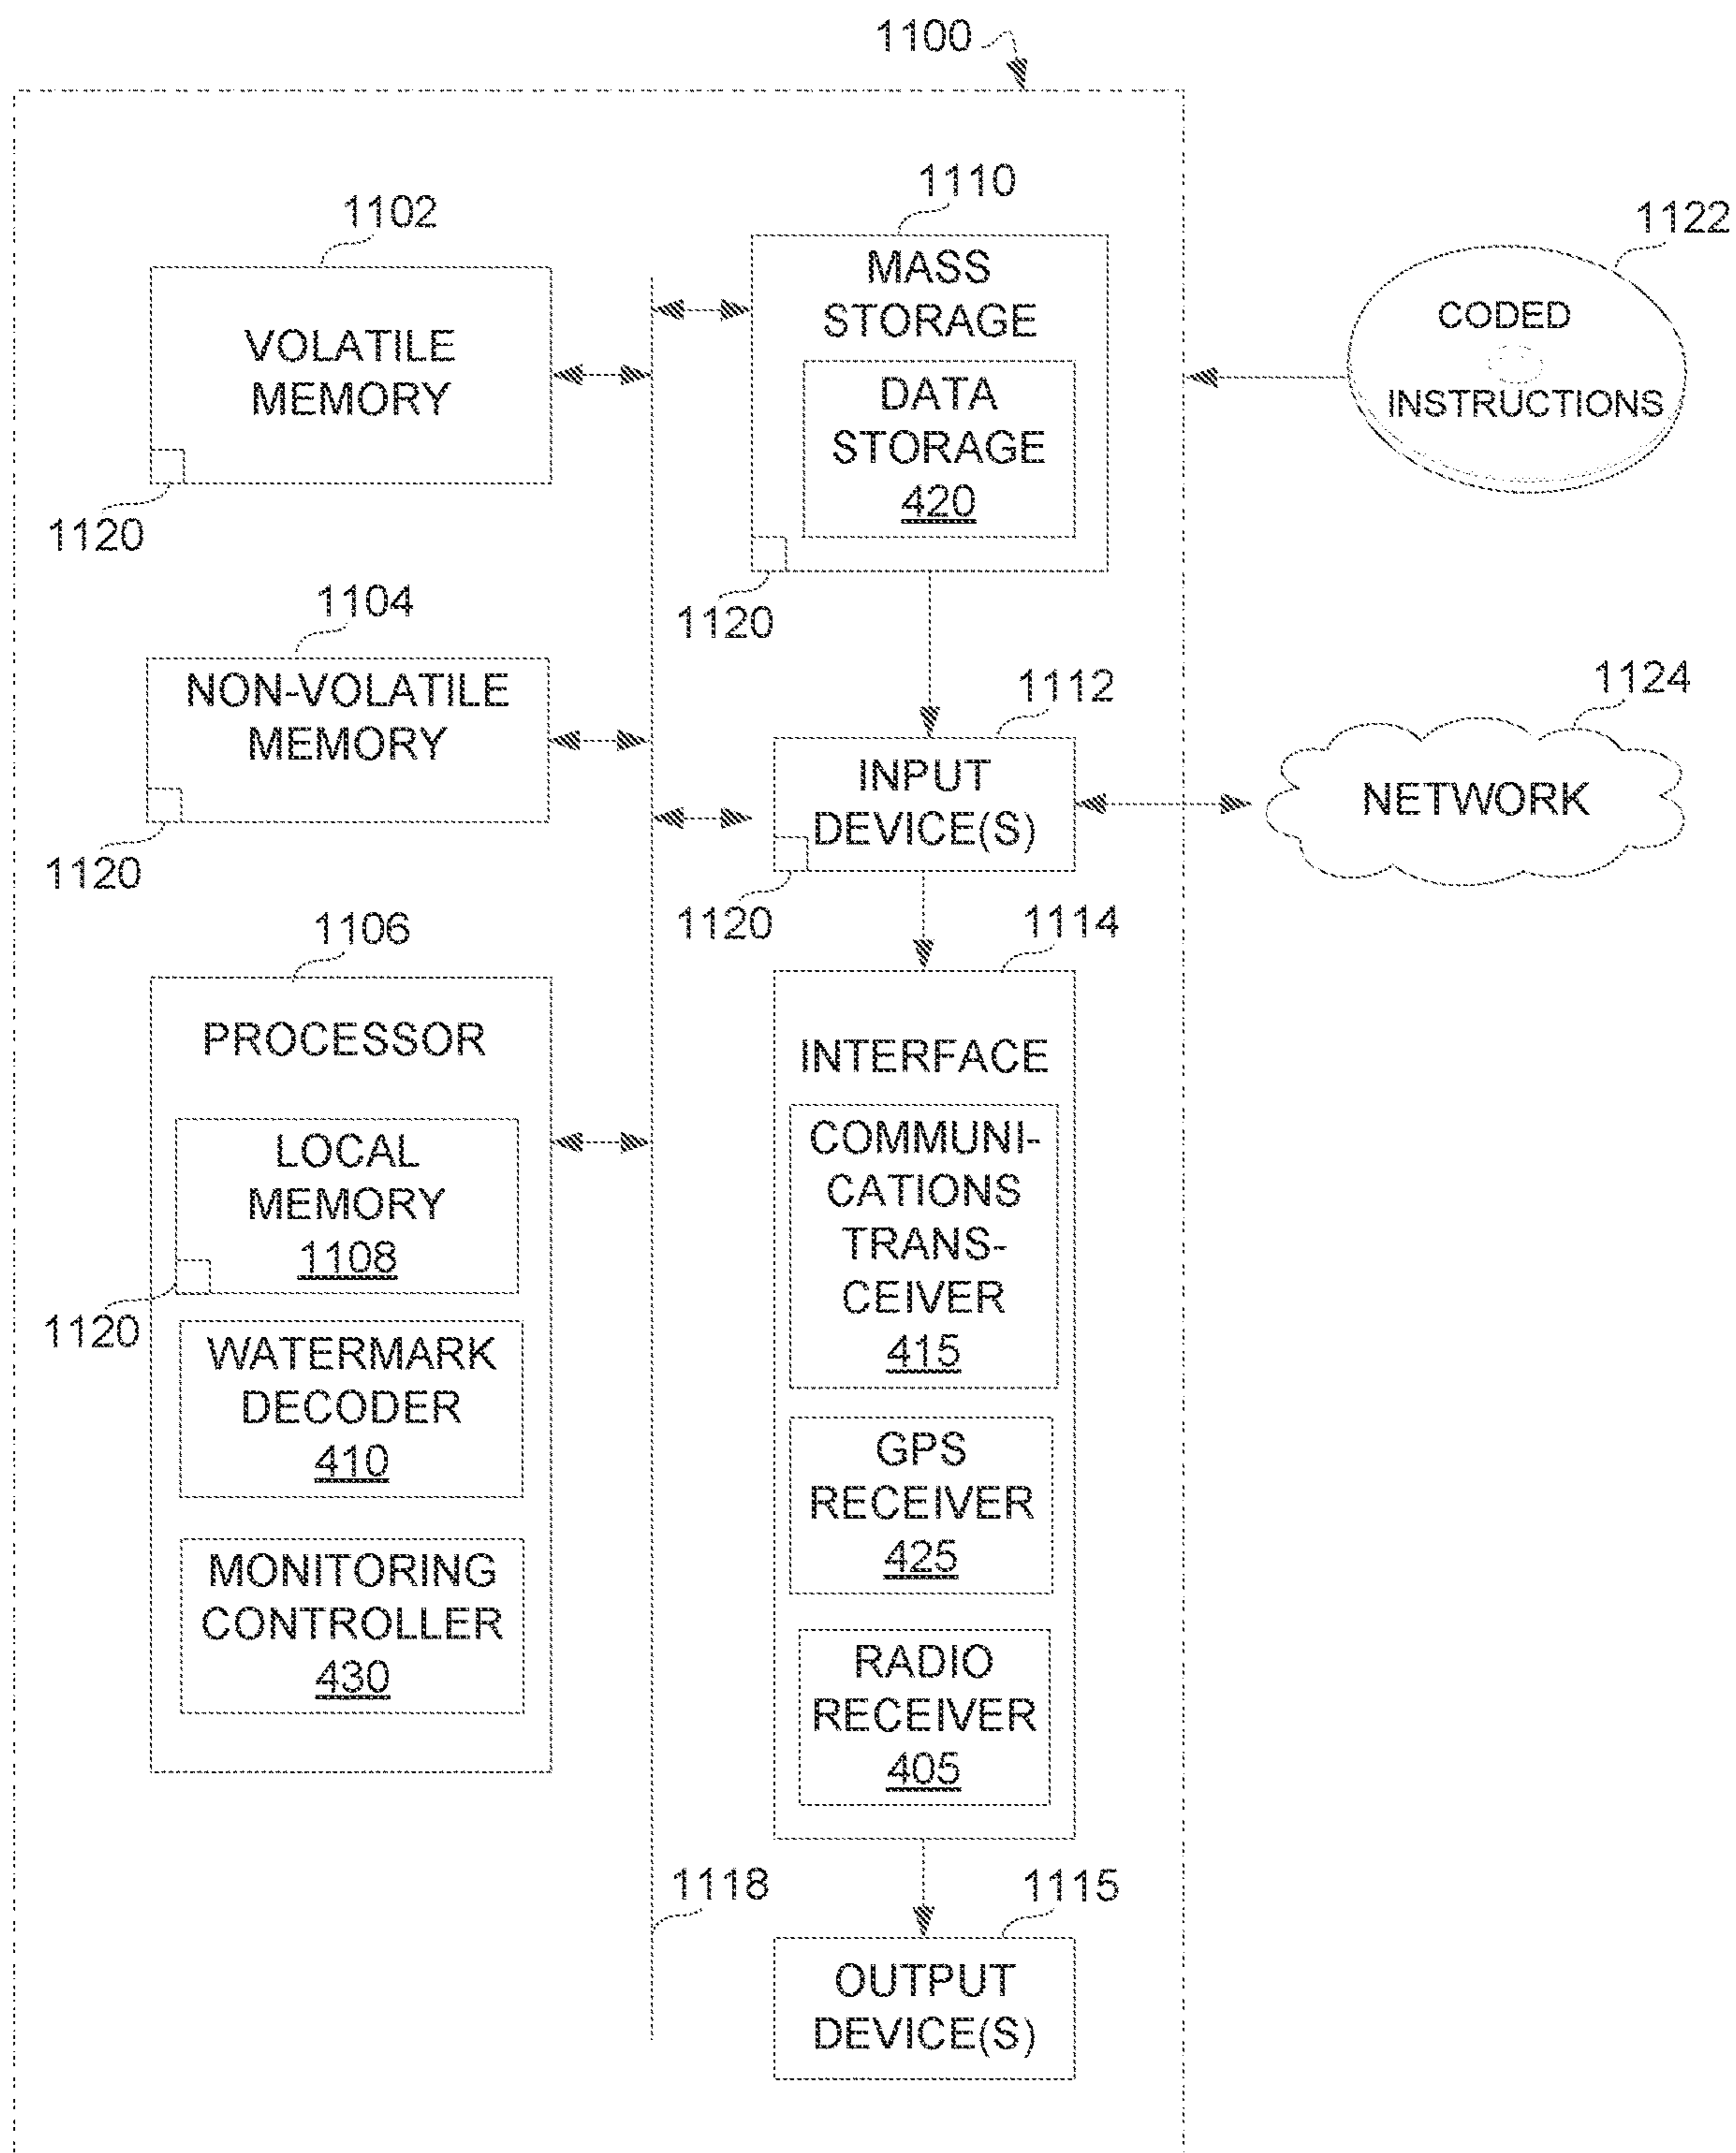 1100
1102
VOLATILE
MEMORY
1120
1104
NON-VOLATILE
MEMORY
1120
1106
PROCESSOR
LOCAL
MEMORY
1108
1120
WATERMARK
DECODER
410
MONITORING
CONTROLLER
430
1118
1110
MASS
STORAGE
DATA
STORAGE
420
1120
1112
INPUT
DEVICE(S)
1120
1114
INTERFACE
COMMUNI-
CATIONS
TRANS-
CEIVER
415
GPS
RECEIVER
425
RADIO
RECEIVER
405
1115
OUTPUT
DEVICE(S)
1122
CODED
INSTRUCTIONS
1124
NETWORK